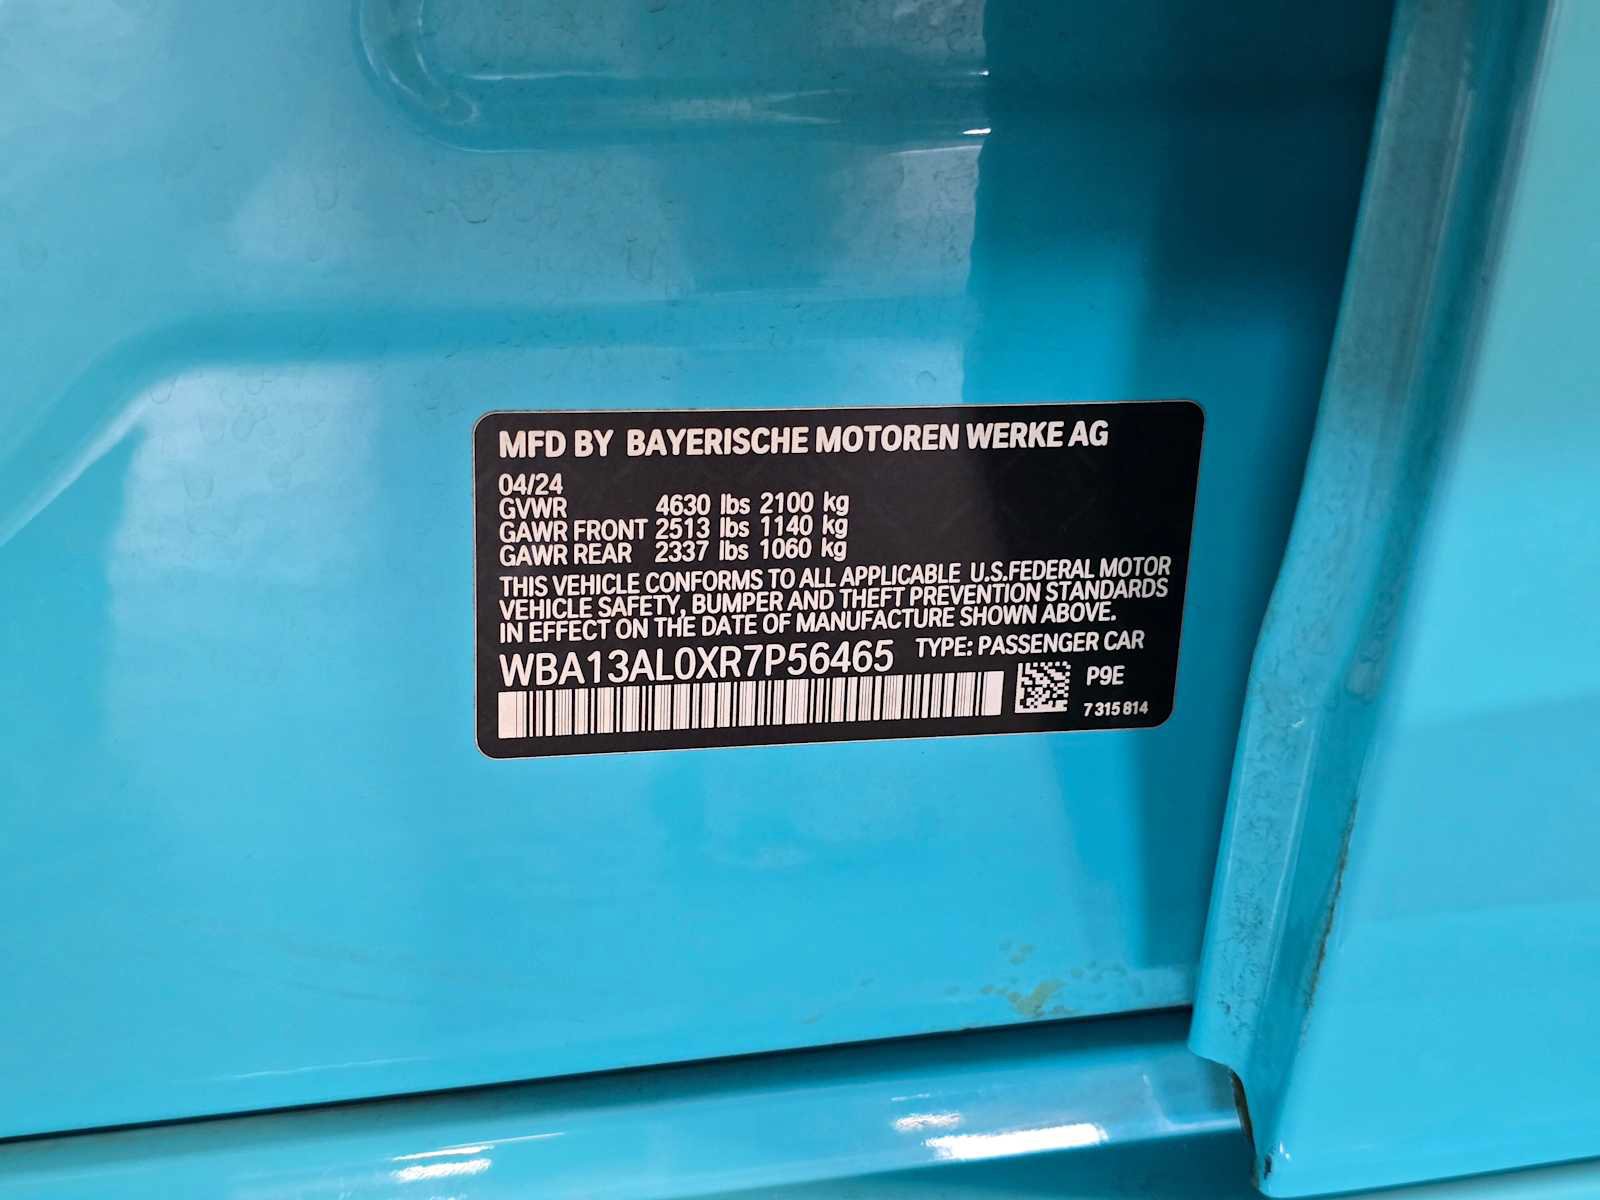 MFD BY BAYERISCHE MOTOREN WERKE AG
04/24
GVWR 4630 lbs 2100 kg
GAWR FRONT 2513 lbs 1140 kg
GAWR REAR 2337 lbs 1060 kg
THIS VEHICLE CONFORMS TO ALL APPLICABLE U.S.FEDERAL MOTOR
VEHICLE SAFETY, BUMPER AND THEFT PREVENTION STANDARDS
IN EFFECT ON THE DATE OF MANUFACTURE SHOWN ABOVE.
WBA13AL0XR7P56465 TYPE: PASSENGER CAR
P9E
7 315 814